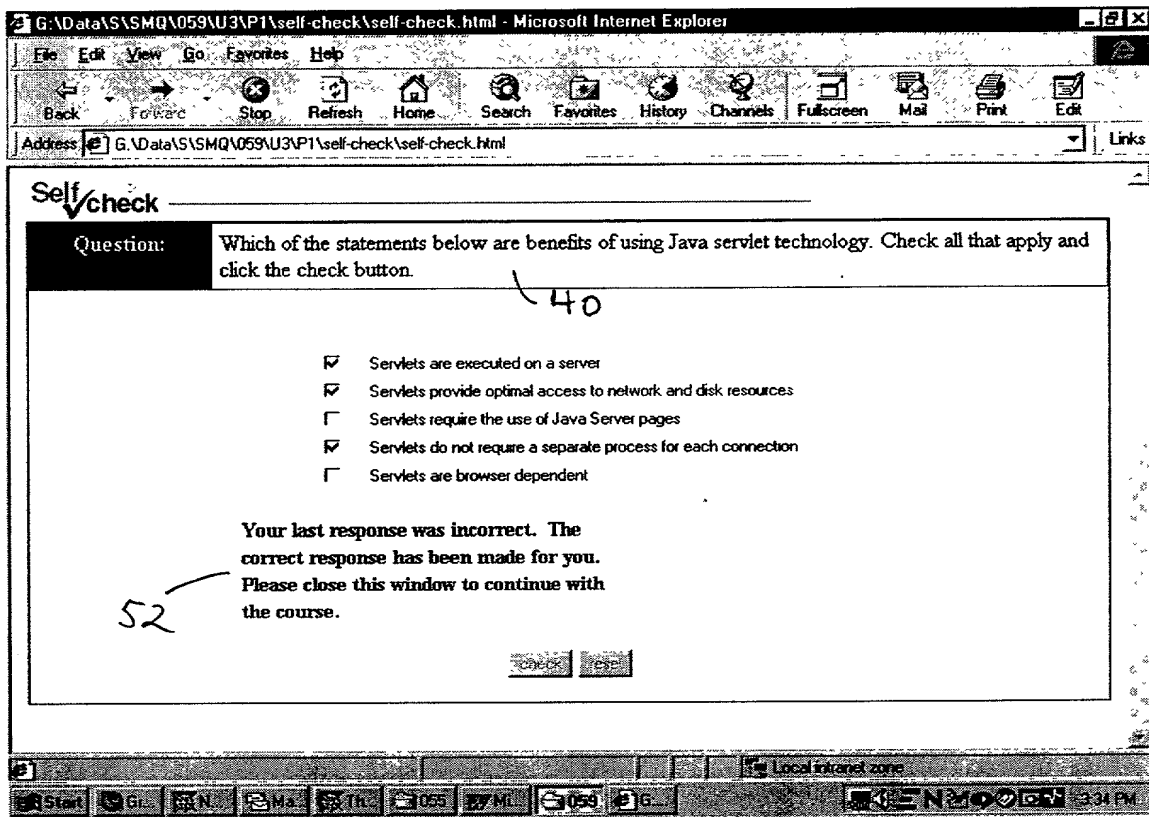 G:\Data\S\SMQ\059\U3\P1\self-check\self-check.html - Microsoft Internet Explorer
File Edit View Go Favorites Help
Back Forward Stop Refresh Home Search Favorites History Channels Fullscreen Mail Print Edit
Address G:\Data\S\SMQ\059\U3\P1\self-check\self-check.html Links
Self check
Question: Which of the statements below are benefits of using Java servlet technology. Check all that apply and
click the check button.
40
Servlets are executed on a server
Servlets provide optimal access to network and disk resources
Servlets require the use of Java Server pages
Servlets do not require a separate process for each connection
Servlets are browser dependent
Your last response was incorrect. The
correct response has been made for you.
Please close this window to continue with
the course.
52
check
Local intranet zone
Start Gi... N... Ma... Th... 055 Mi... 059 G... 3:34 PM